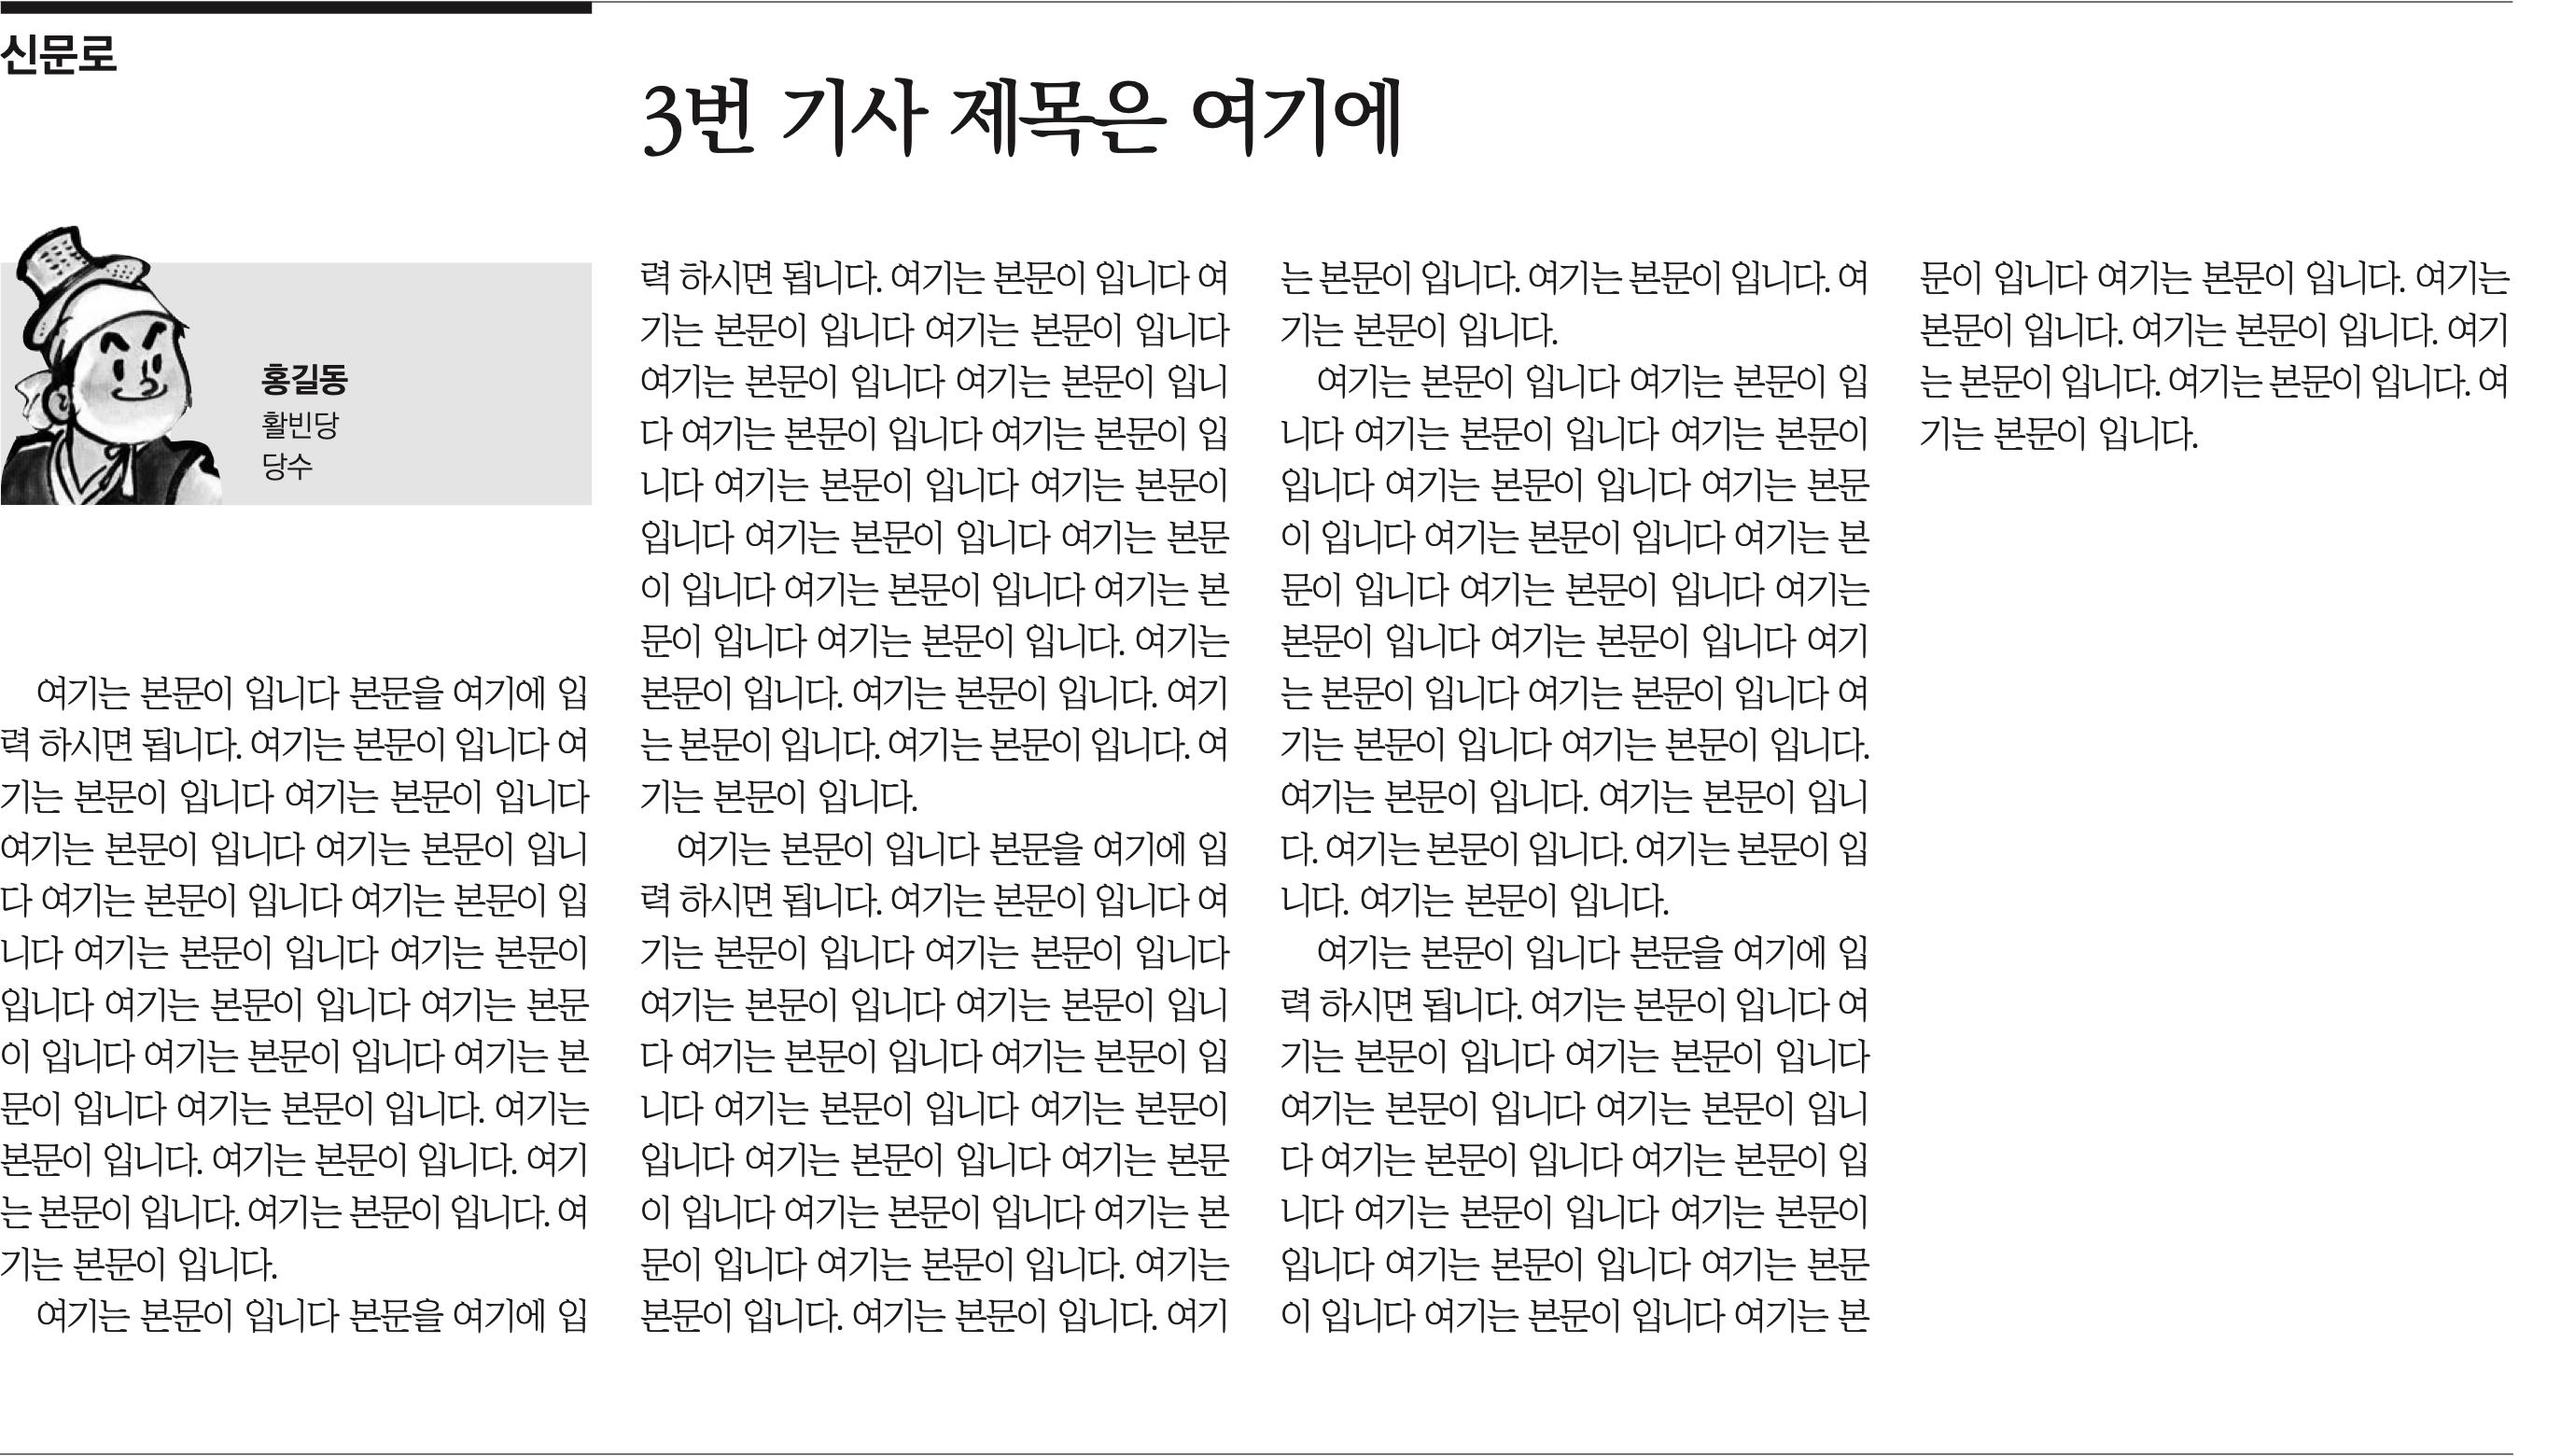 신문로
3번 기사 제목은 여기에
홍길동
활빈당
당수
여기는 본문이 입니다 본문을 여기에 입
력 하시면 됩니다. 여기는 본문이 입니다 여
기는 본문이 입니다 여기는 본문이 입니다
여기는 본문이 입니다 여기는 본문이 입니
다 여기는 본문이 입니다 여기는 본문이 입
니다 여기는 본문이 입니다 여기는 본문이
입니다 여기는 본문이 입니다 여기는 본문
이 입니다 여기는 본문이 입니다 여기는 본
문이 입니다 여기는 본문이 입니다. 여기는
본문이 입니다. 여기는 본문이 입니다. 여기
는 본문이 입니다. 여기는 본문이 입니다. 여
기는 본문이 입니다.
여기는 본문이 입니다 본문을 여기에 입
력 하시면 됩니다. 여기는 본문이 입니다 여
기는 본문이 입니다 여기는 본문이 입니다
여기는 본문이 입니다 여기는 본문이 입니
다 여기는 본문이 입니다 여기는 본문이 입
니다 여기는 본문이 입니다 여기는 본문이
입니다 여기는 본문이 입니다 여기는 본문
이 입니다 여기는 본문이 입니다 여기는 본
문이 입니다 여기는 본문이 입니다. 여기는
본문이 입니다. 여기는 본문이 입니다. 여기
는 본문이 입니다. 여기는 본문이 입니다. 여
기는 본문이 입니다.
여기는 본문이 입니다 본문을 여기에 입
력 하시면 됩니다. 여기는 본문이 입니다 여
기는 본문이 입니다 여기는 본문이 입니다
여기는 본문이 입니다 여기는 본문이 입니
다 여기는 본문이 입니다 여기는 본문이 입
니다 여기는 본문이 입니다 여기는 본문이
입니다 여기는 본문이 입니다 여기는 본문
이 입니다 여기는 본문이 입니다 여기는 본
문이 입니다 여기는 본문이 입니다. 여기는
본문이 입니다. 여기는 본문이 입니다. 여기
는 본문이 입니다. 여기는 본문이 입니다. 여
기는 본문이 입니다.
여기는 본문이 입니다 여기는 본문이 입
니다 여기는 본문이 입니다 여기는 본문이
입니다 여기는 본문이 입니다 여기는 본문
이 입니다 여기는 본문이 입니다 여기는 본
문이 입니다 여기는 본문이 입니다 여기는
본문이 입니다 여기는 본문이 입니다 여기
는 본문이 입니다 여기는 본문이 입니다 여
기는 본문이 입니다 여기는 본문이 입니다.
여기는 본문이 입니다. 여기는 본문이 입니
다. 여기는 본문이 입니다. 여기는 본문이 입
니다. 여기는 본문이 입니다.
여기는 본문이 입니다 본문을 여기에 입
력 하시면 됩니다. 여기는 본문이 입니다 여
기는 본문이 입니다 여기는 본문이 입니다
여기는 본문이 입니다 여기는 본문이 입니
다 여기는 본문이 입니다 여기는 본문이 입
니다 여기는 본문이 입니다 여기는 본문이
입니다 여기는 본문이 입니다 여기는 본문
이 입니다 여기는 본문이 입니다 여기는 본
문이 입니다 여기는 본문이 입니다. 여기는
본문이 입니다. 여기는 본문이 입니다. 여기
는 본문이 입니다. 여기는 본문이 입니다. 여
기는 본문이 입니다.